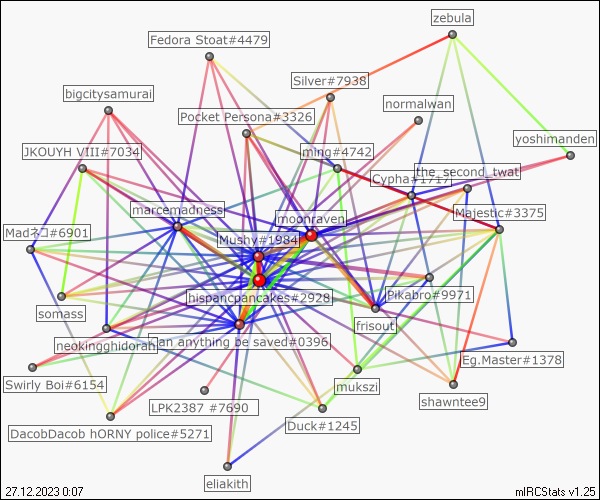 zebula
Fedora Stoat#4479
Silver#7938
bigcitysamurai
normalwan
Pocket Persona#3326
yoshimanden
JKOUYH VIII#7034
ming#4742
the_second_twat
Cypha#1717
marcemadness
moonraven
Majestic#3375
Madネコ#6901
Mushy#1984
hispancpancakes#2928
Pikabro#9971
somass
frisout
neokingghidorah
an anything be saved#0396
Eg.Master#1378
Swirly Boi#6154
mukszi
LPK2387 #7690
shawntee9
Duck#1245
DacobDacob hORNY police#5271
eliakith
27.12.2023 0:07
mIRCStats v1.25